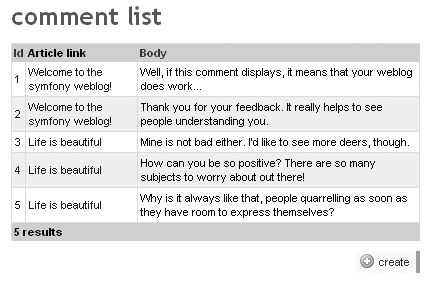 comment list
Id Article link Body
1 Welcome to the symfony weblog! Well, if this comment displays, it means that your weblog does work...
2 Welcome to the symfony weblog! Thank you for your feedback. It really helps to see people understanding you.
3 Life is beautiful Mine is not bad either. I'd like to see more deers, though.
4 Life is beautiful How can you be so positive? There are so many subjects to worry about out there!
5 Life is beautiful Why is it always like that, people quarrelling as soon as they have room to express themselves?
5 results
create